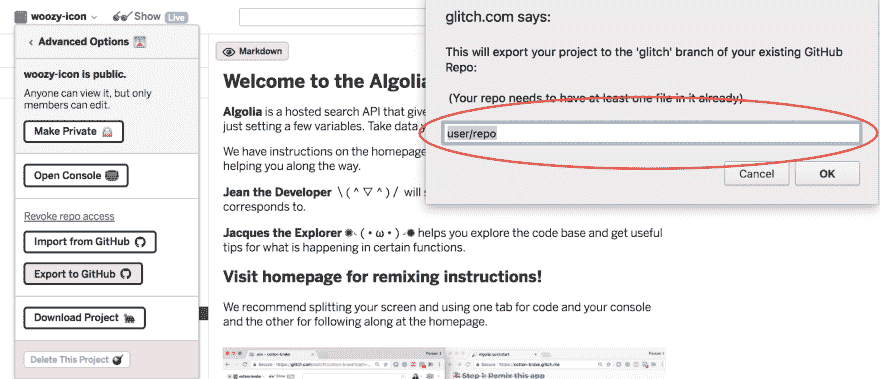 woozy-icon
Show
Live
Advanced Options
woozy-icon is public.
Anyone can view it, but only
members can edit.
Make Private
Open Console
Revoke repo access
Import from GitHub
Export to GitHub
Download Project
Delete This Project
Markdown
Welcome to the Algolia
Algolia is a hosted search API that give
just setting a few variables. Take data
We have instructions on the homepage
helping you along the way.
Jean the Developer \(^▽^)/ will
corresponds to.
Jacques the Explorer ✺◟(•ω•)◞✺ helps you explore the code base and get useful
tips for what is happening in certain functions.
Visit homepage for remixing instructions!
We recommend splitting your screen and using one tab for code and your console
and the other for following along at the homepage.
Step 1: Remix this app
glitch.com says:
This will export your project to the 'glitch' branch of your existing GitHub
Repo:
(Your repo needs to have at least one file in it already)
user/repo
Cancel
OK